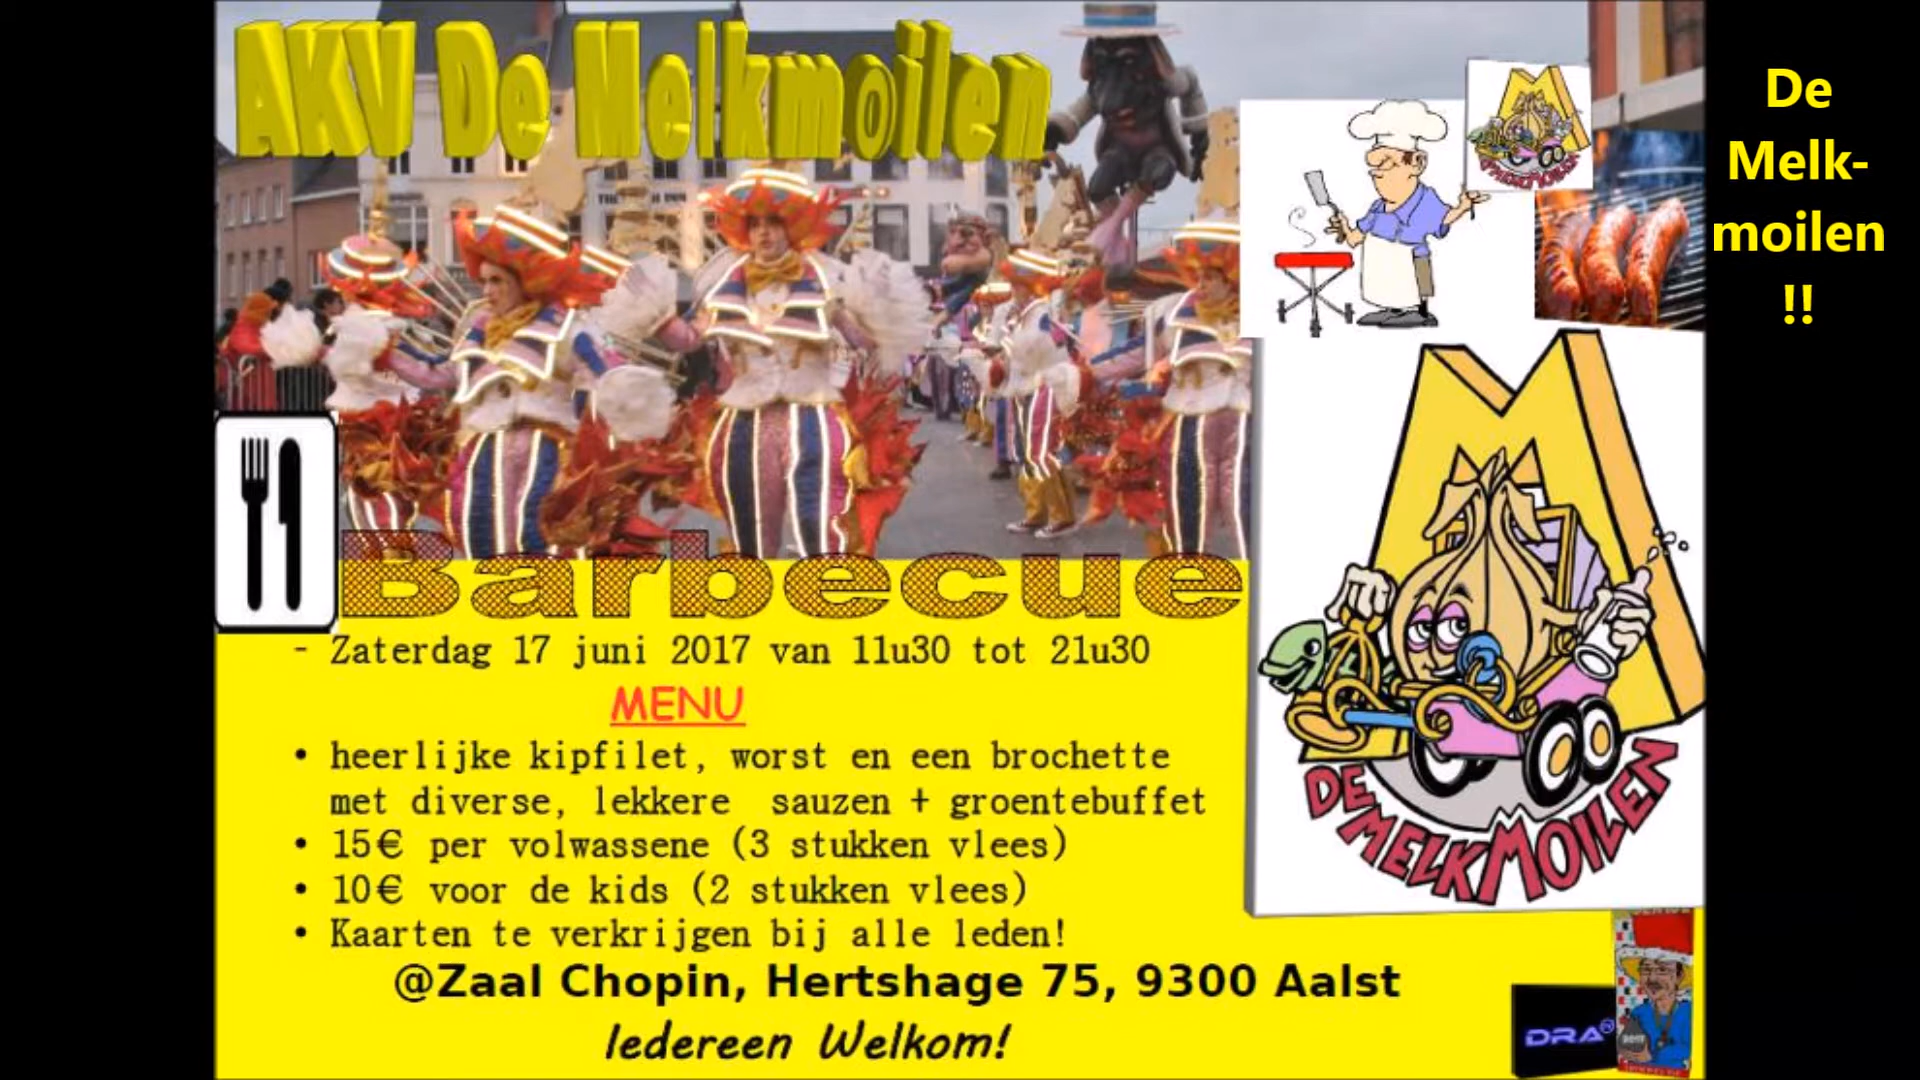 AKV De Melkmoilen
De
Melk-
moilen
!!
Barbecue
- Zaterdag 17 juni 2017 van 11u30 tot 21u30
MENU
• heerlijke kipfilet, worst en een brochette
met diverse, lekkere sauzen + groentebuffet
• 15€ per volwassene (3 stukken vlees)
• 10€ voor de kids (2 stukken vlees)
• Kaarten te verkrijgen bij alle leden!
@Zaal Chopin, Hertshage 75, 9300 Aalst
Iedereen Welkom!
M
DE MELKMOILEN
DRA